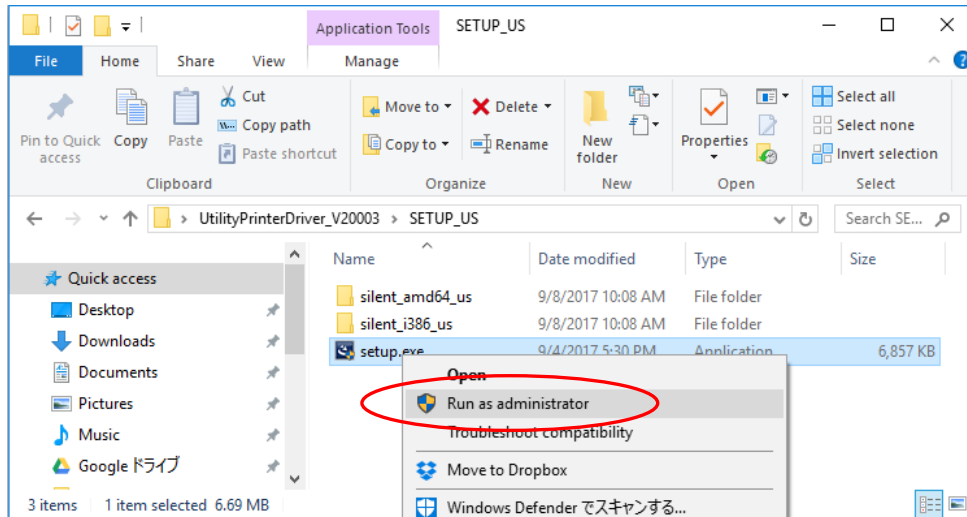 Application Tools SETUP_US
File Home Share View Manage
Pin to Quick access
Copy
Paste
Cut
Copy path
Paste shortcut
Clipboard
Move to
Copy to
Delete
Rename
Organize
New folder
New
Properties
Open
Select all
Select none
Invert selection
Select
UtilityPrinterDriver_V20003 > SETUP_US
Search SE...
Quick access
Desktop
Downloads
Documents
Pictures
Music
Google ドライブ
Name Date modified Type Size
silent_amd64_us 9/8/2017 10:08 AM File folder
silent_i386_us 9/8/2017 10:08 AM File folder
setup.exe 9/4/2017 5:30 PM Application 6,857 KB
Open
Run as administrator
Troubleshoot compatibility
Move to Dropbox
Windows Defender でスキャンする...
3 items 1 item selected 6.69 MB